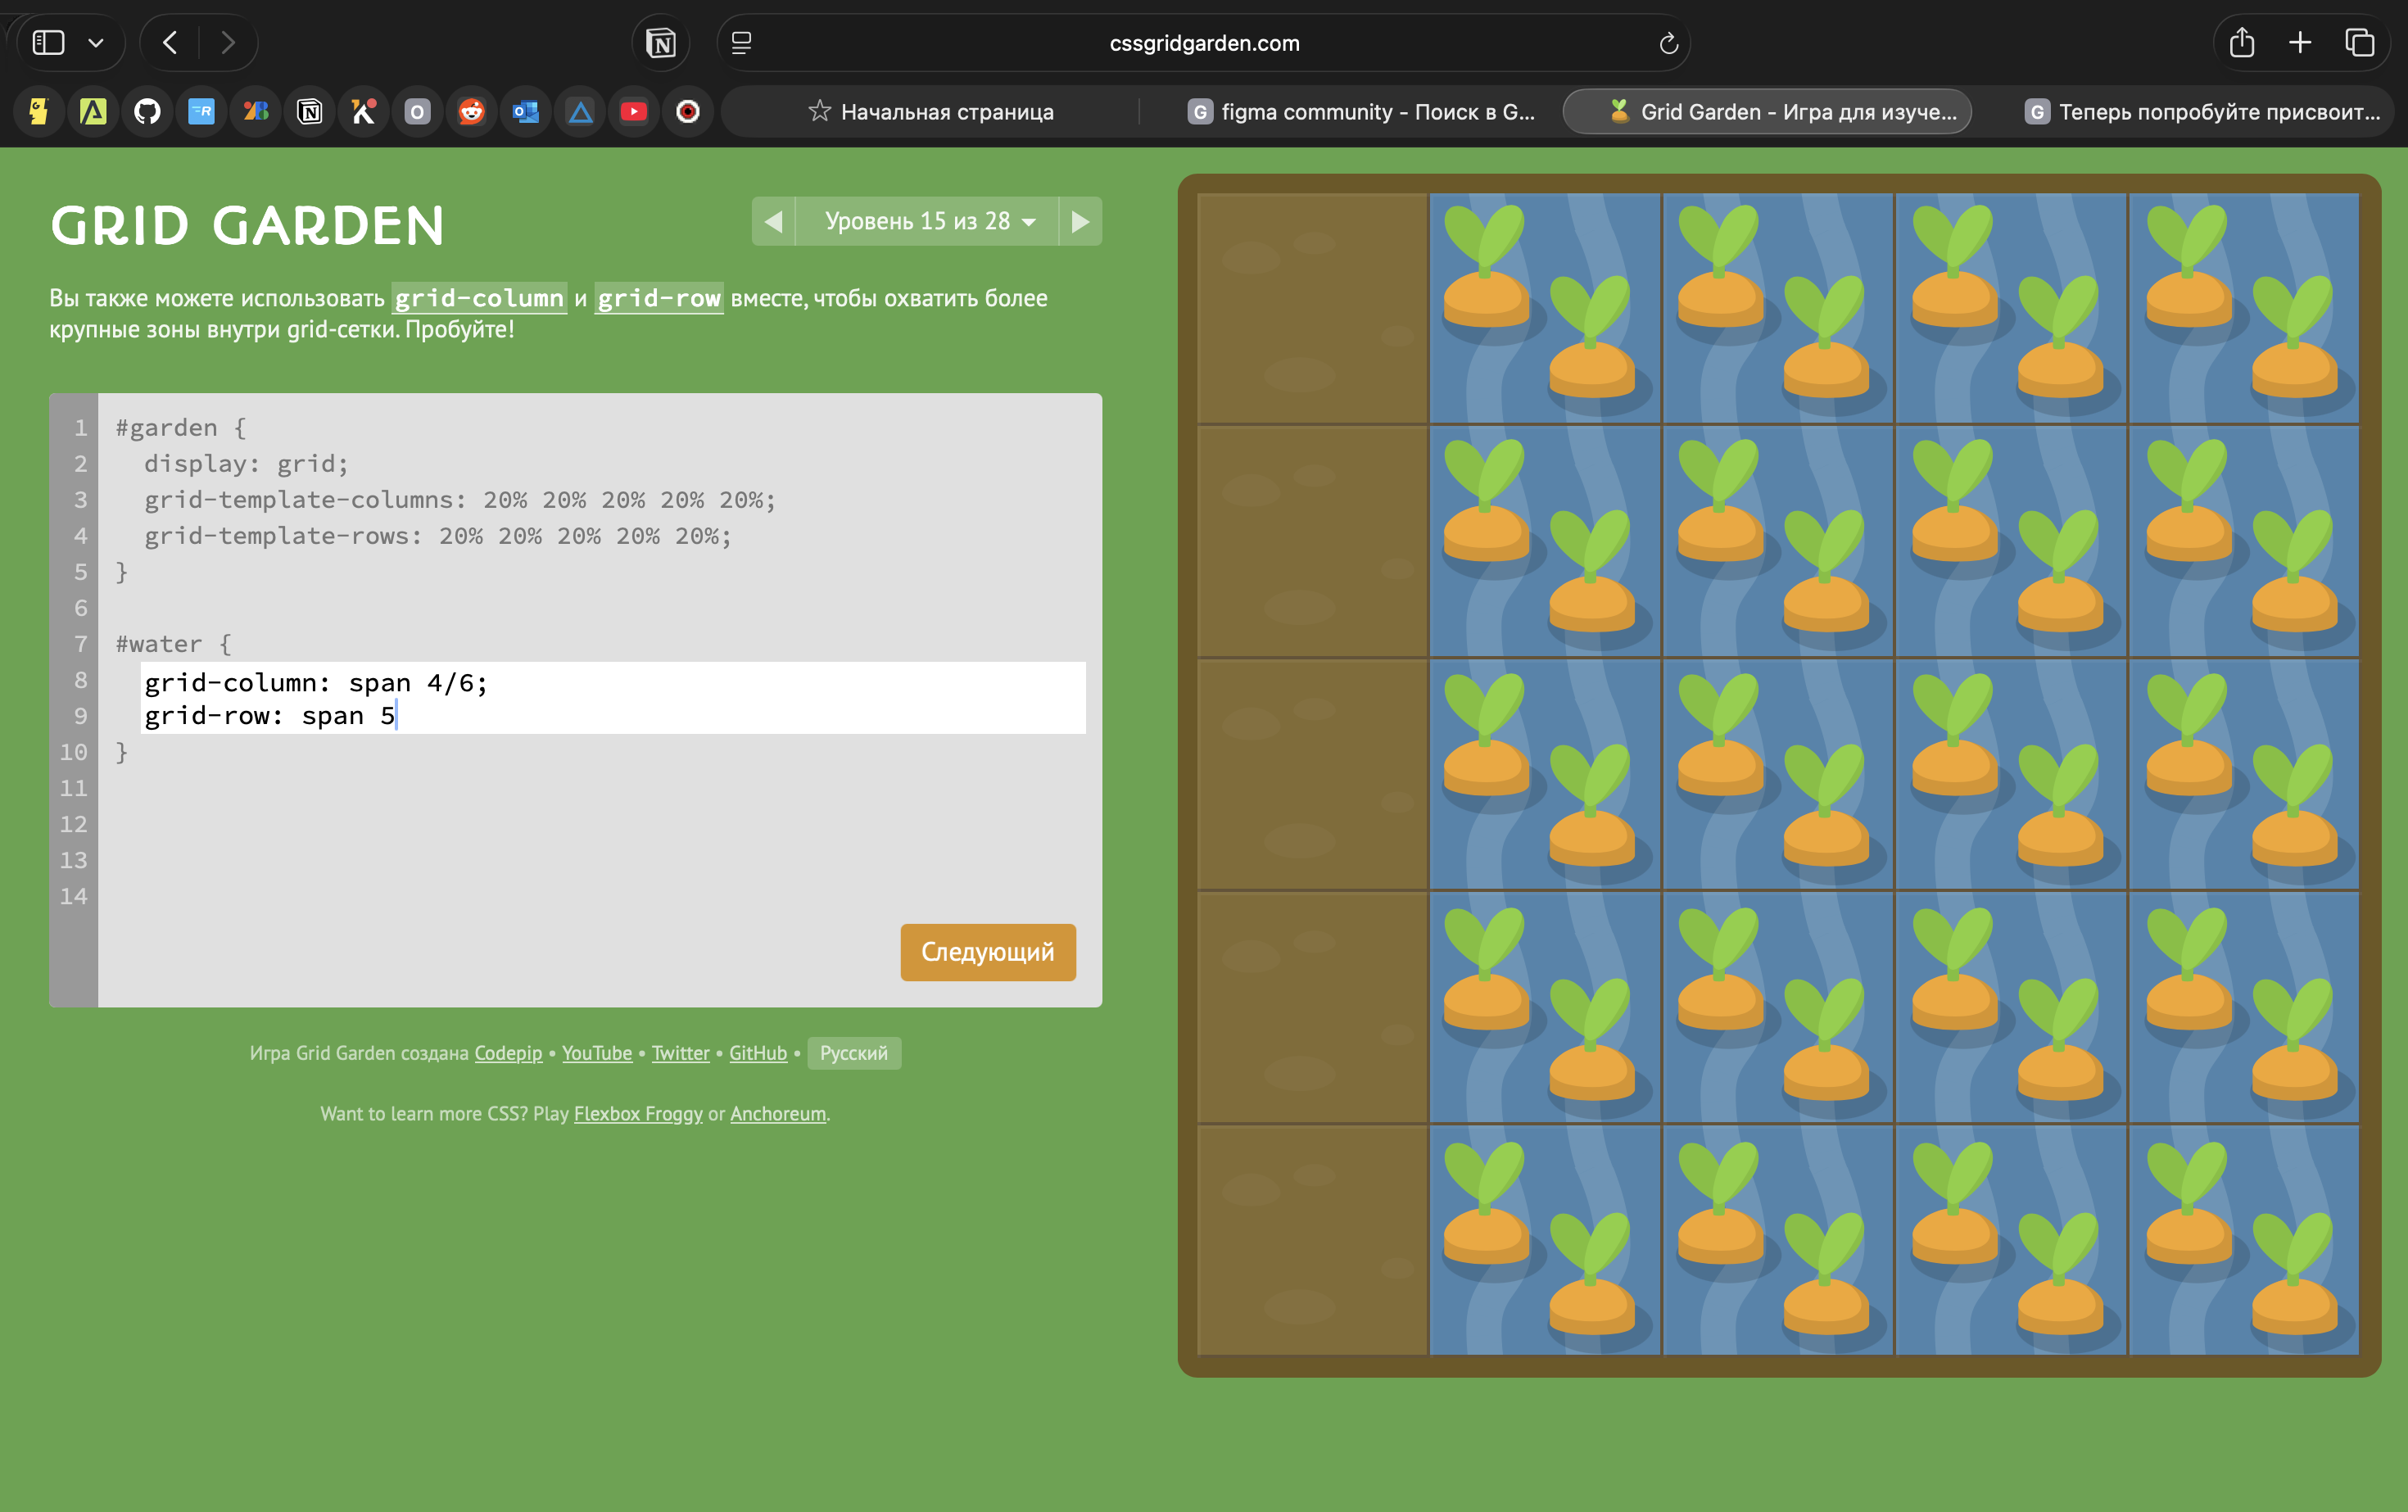 cssgridgarden.com
Начальная страница
figma community - Поиск в G...
Grid Garden - Игра для изуче...
Теперь попробуйте присвоит...
GRID GARDEN
Уровень 15 из 28
Вы также можете использовать grid-column и grid-row вместе, чтобы охватить более
крупные зоны внутри grid-сетки. Пробуйте!
1 #garden {
2 display: grid;
3 grid-template-columns: 20% 20% 20% 20% 20%;
4 grid-template-rows: 20% 20% 20% 20% 20%;
5 }
6
7 #water {
8 grid-column: span 4/6;
9 grid-row: span 5
10 }
11
12
13
14
Следующий
Игра Grid Garden создана Codepip • YouTube • Twitter • GitHub • Русский
Want to learn more CSS? Play Flexbox Froggy or Anchoreum.